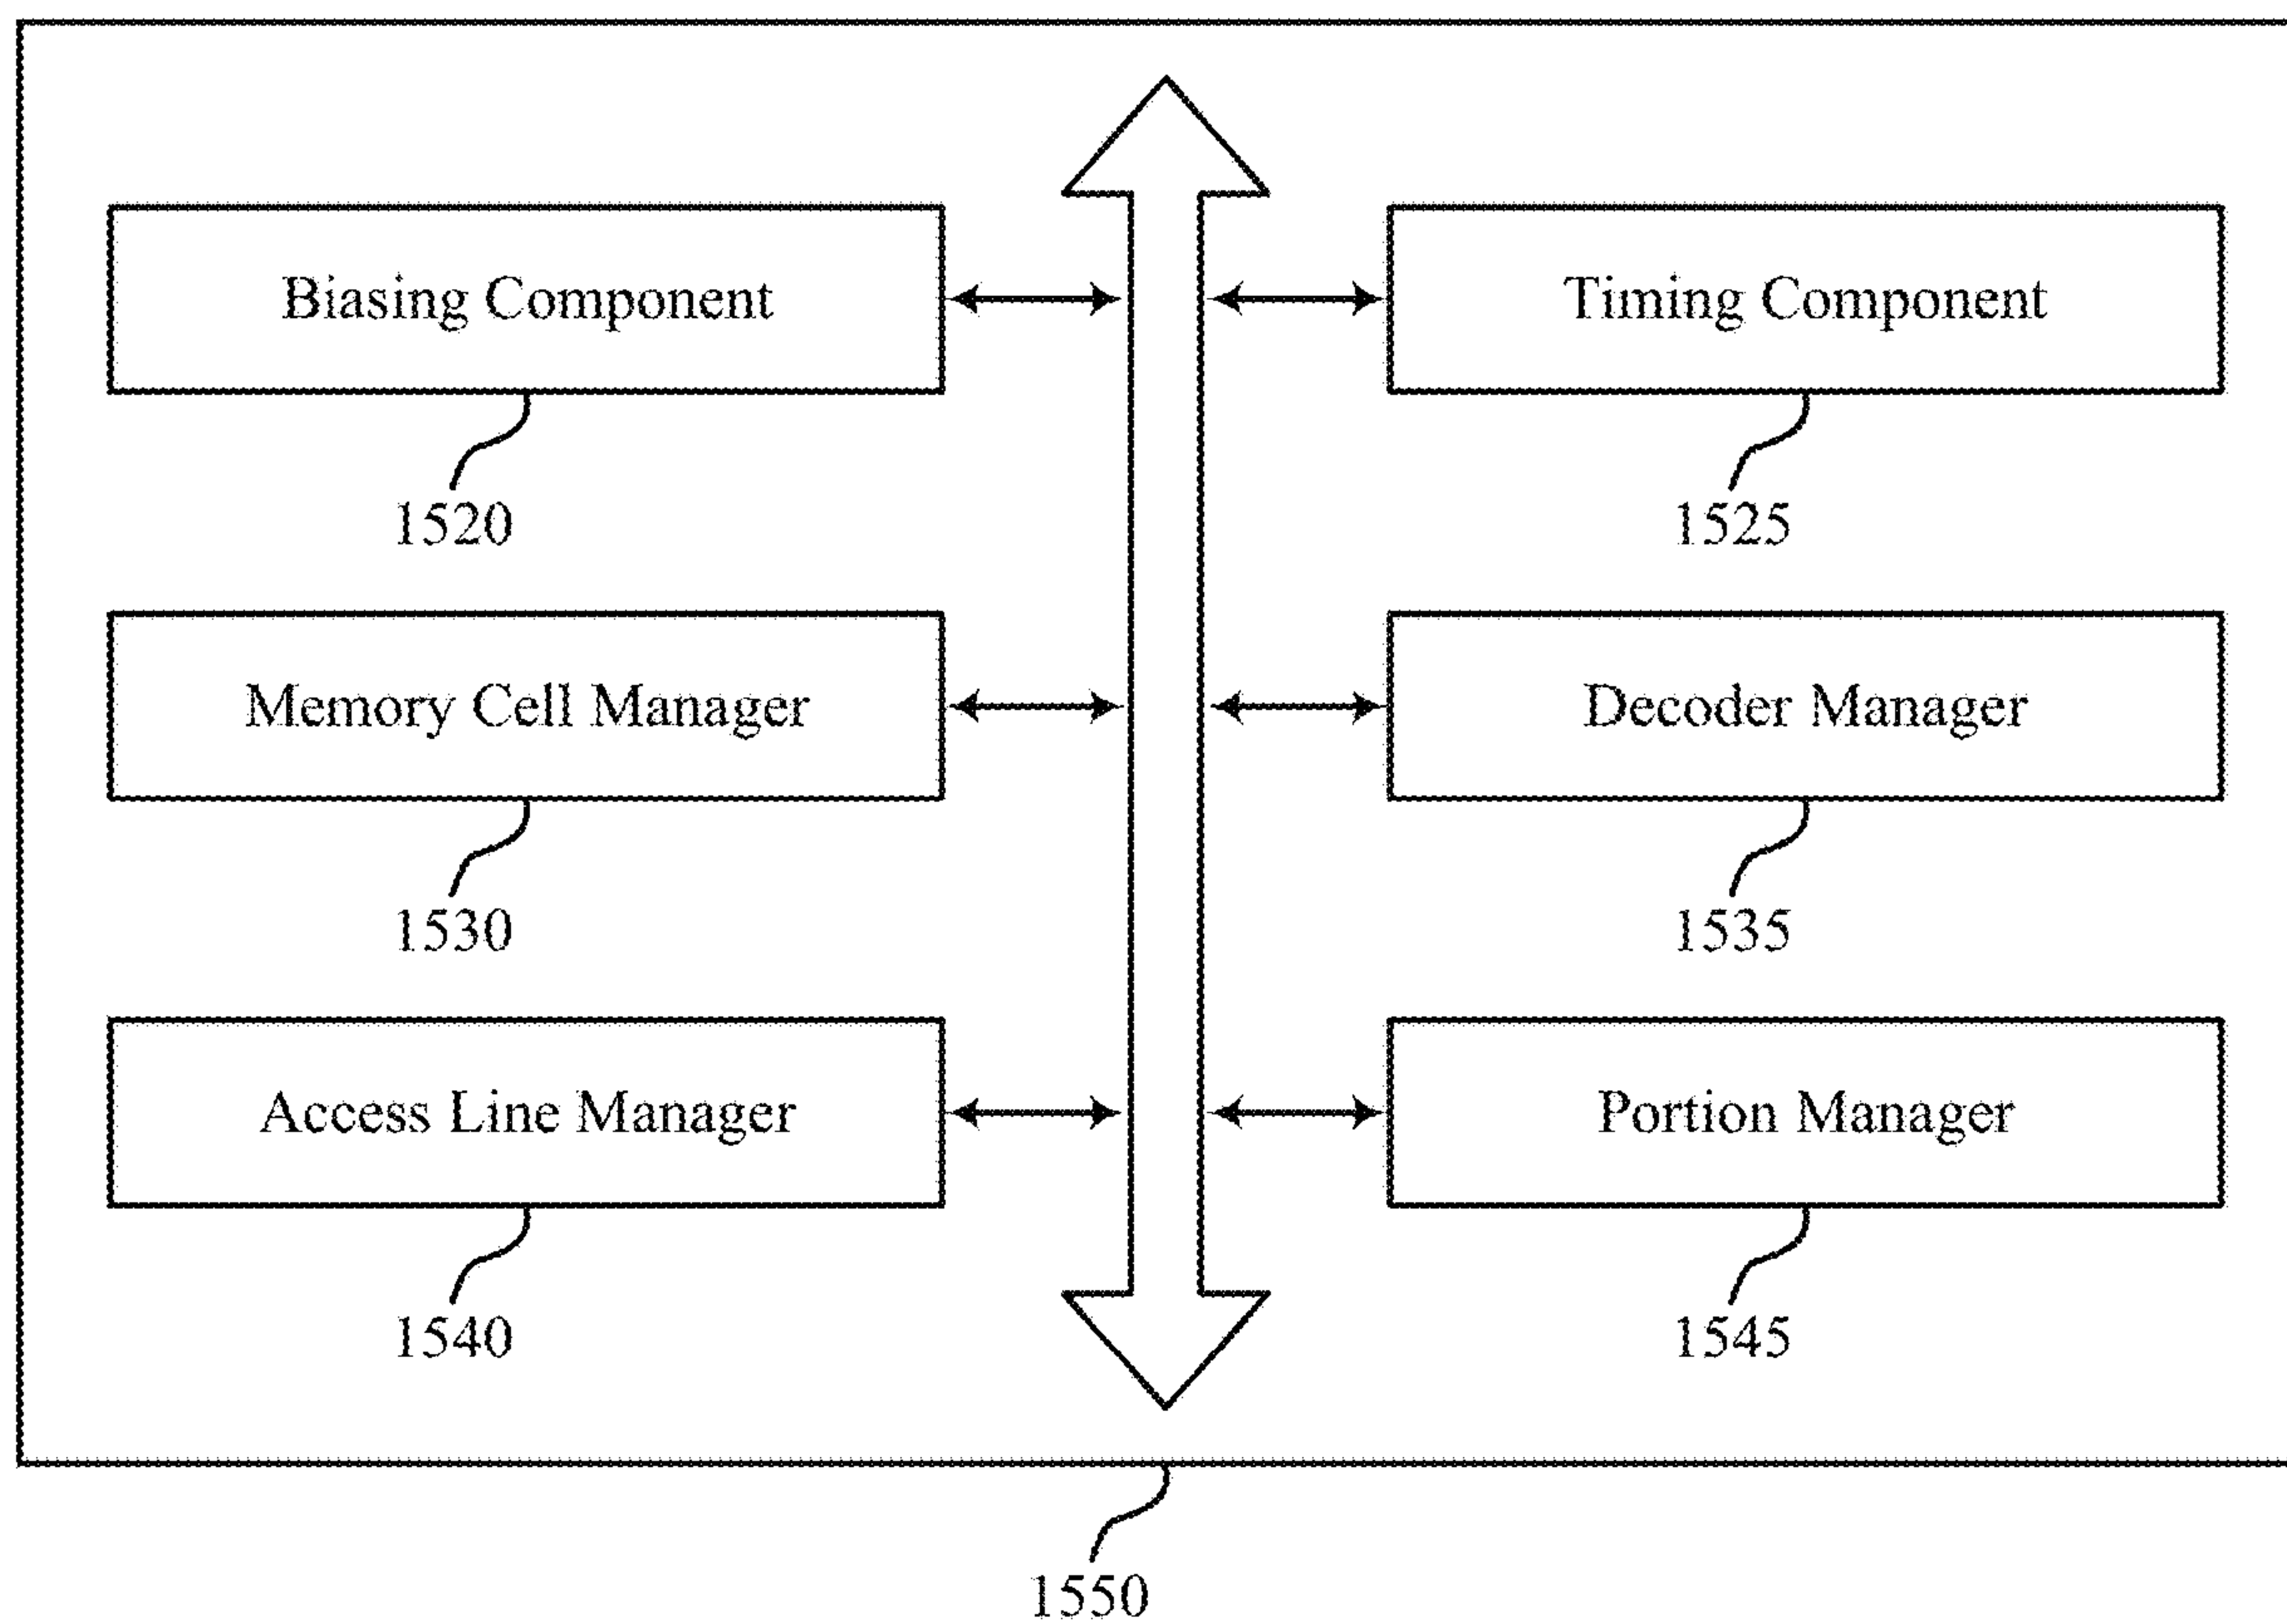 Biasing Component
Timing Component
1520
1525
Memory Cell Manager
Decoder Manager
1530
1535
Access Line Manager
Portion Manager
1540
1545
1550